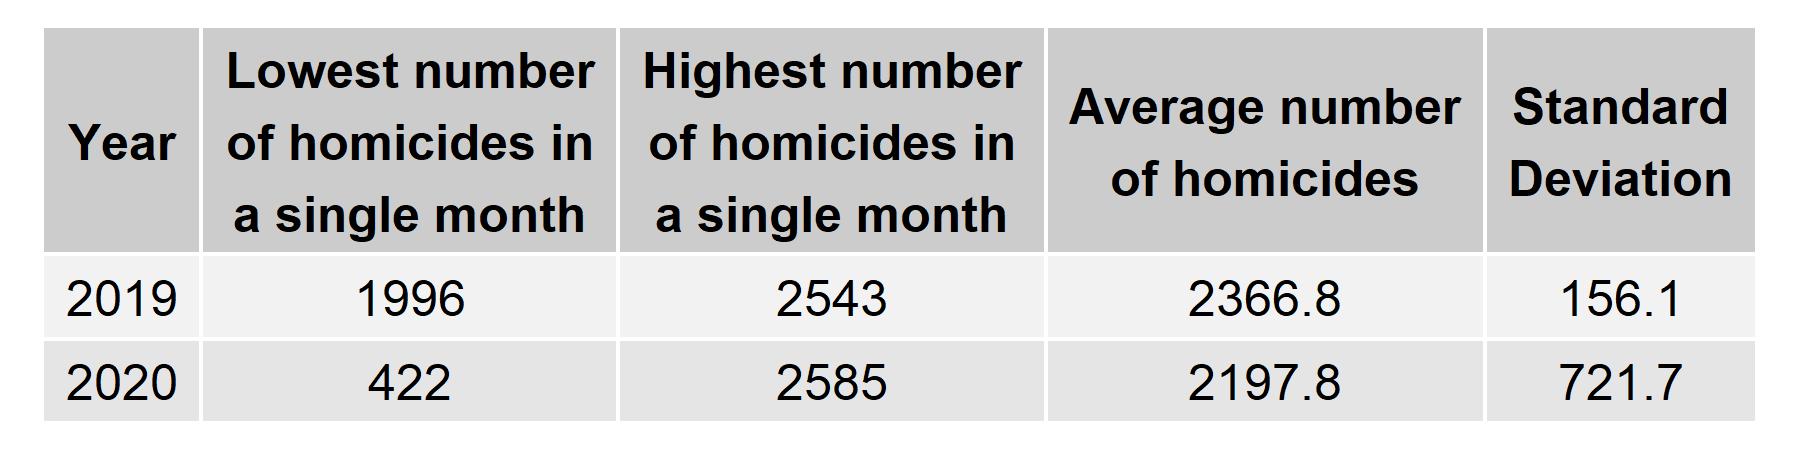 Year
Lowest number
of homicides in
a single month
Highest number
of homicides in
a single month
Average number
of homicides
Standard
Deviation
2019 1996 2543 2366.8 156.1
2020 422 2585 2197.8 721.7